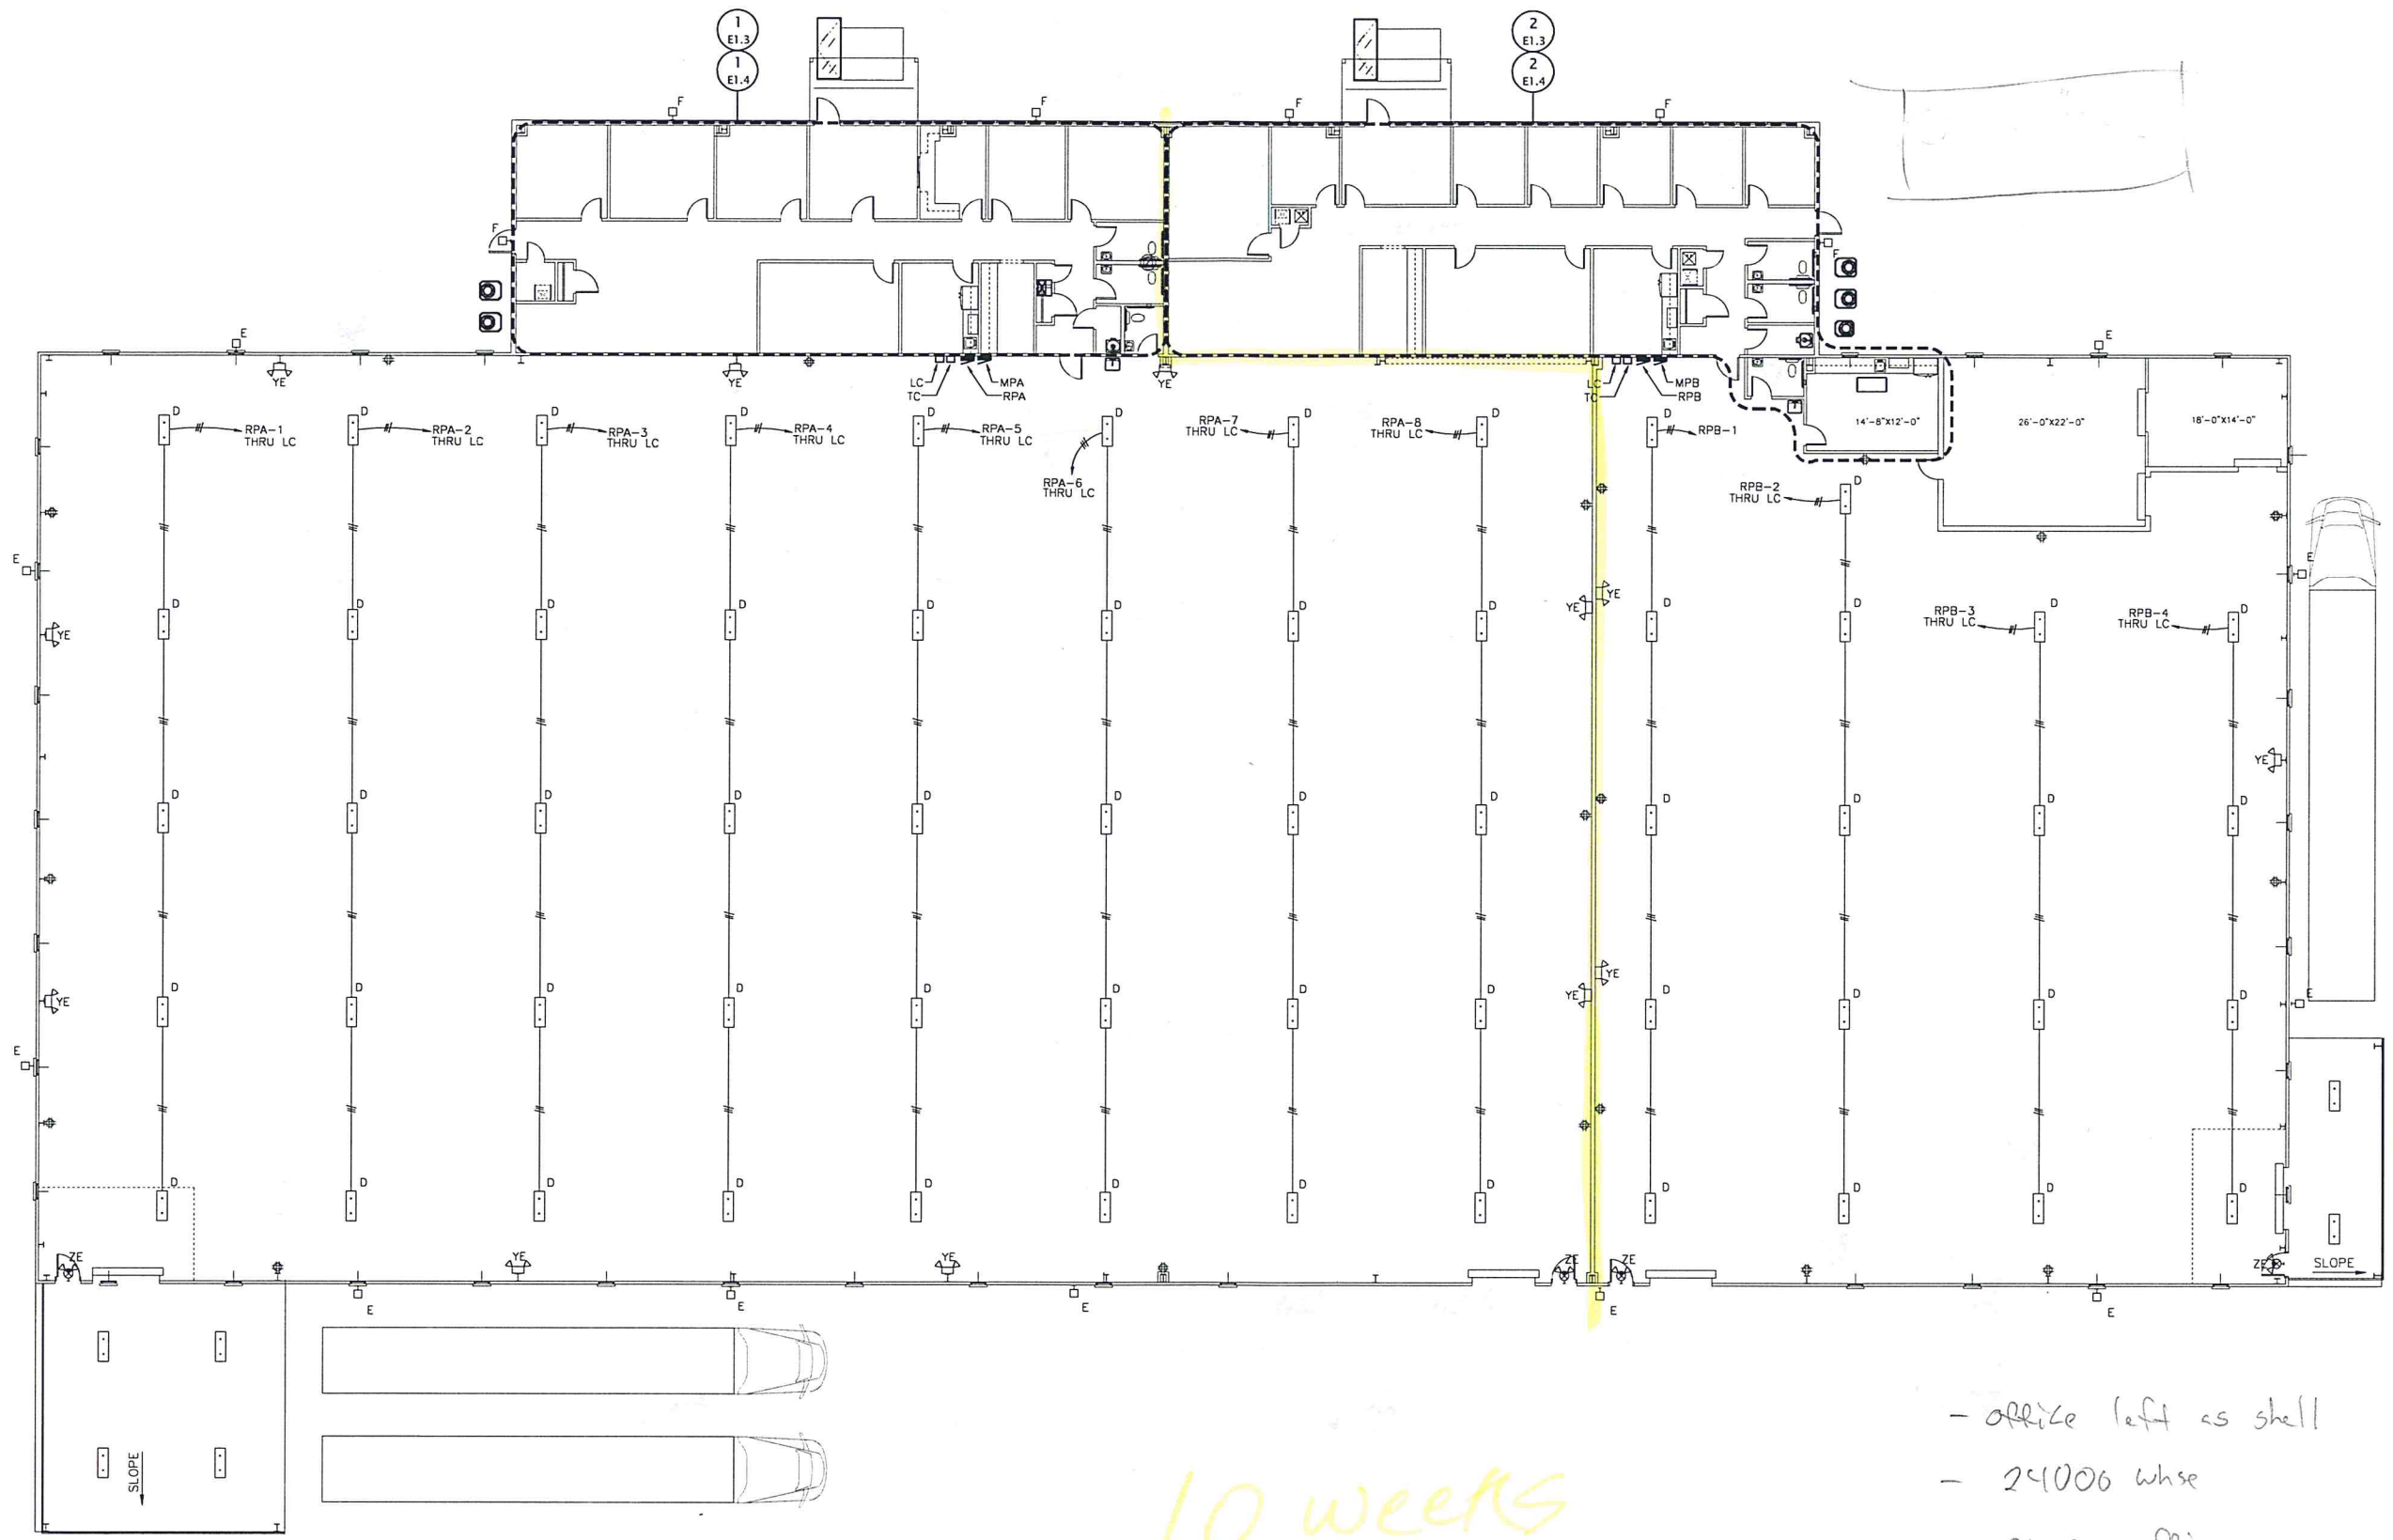 1 E1.3
1 E1.4
2 E1.3
2 E1.4
F F F F
F
F
E
E
YE YE YE
LC
TC
MPA
RPA
LC
TC
MPB
RPB
14'-8"X12'-0"
26'-0"X22'-0"
18'-0"X14'-0"
D D D D D D D D D
RPA-1 THRU LC
RPA-2 THRU LC
RPA-3 THRU LC
RPA-4 THRU LC
RPA-5 THRU LC
RPA-6 THRU LC
RPA-7 THRU LC
RPA-8 THRU LC
RPB-1
D
RPB-2 THRU LC
E
E
YE
YE
YE
D D D D D D D D D D D D
RPB-3 THRU LC
RPB-4 THRU LC
YE
D D D D D D D D D D D D
YE
YE
YE
D D D D D D D D D D D D
E
E
D D D D D D D D D D D D
ZE YE YE ZE ZE ZE
SLOPE
E E E E E
SLOPE
- office left as shell
- 24000 whse
10 weeks